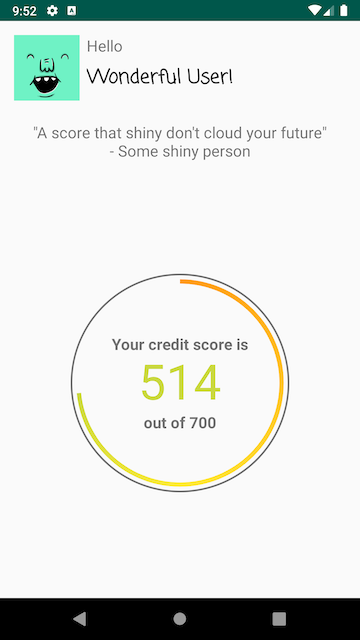 9:52
A
Hello
Wonderful User!
"A score that shiny don't cloud your future"
- Some shiny person
Your credit score is
514
out of 700